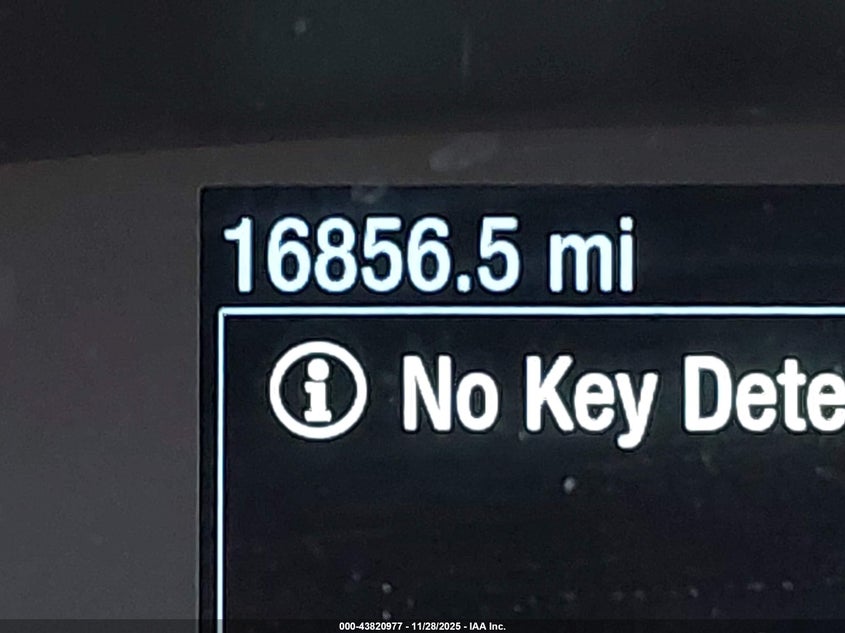 16856.5 mi
No Key Dete
000-43820977 - 11/28/2025 - IAA Inc.